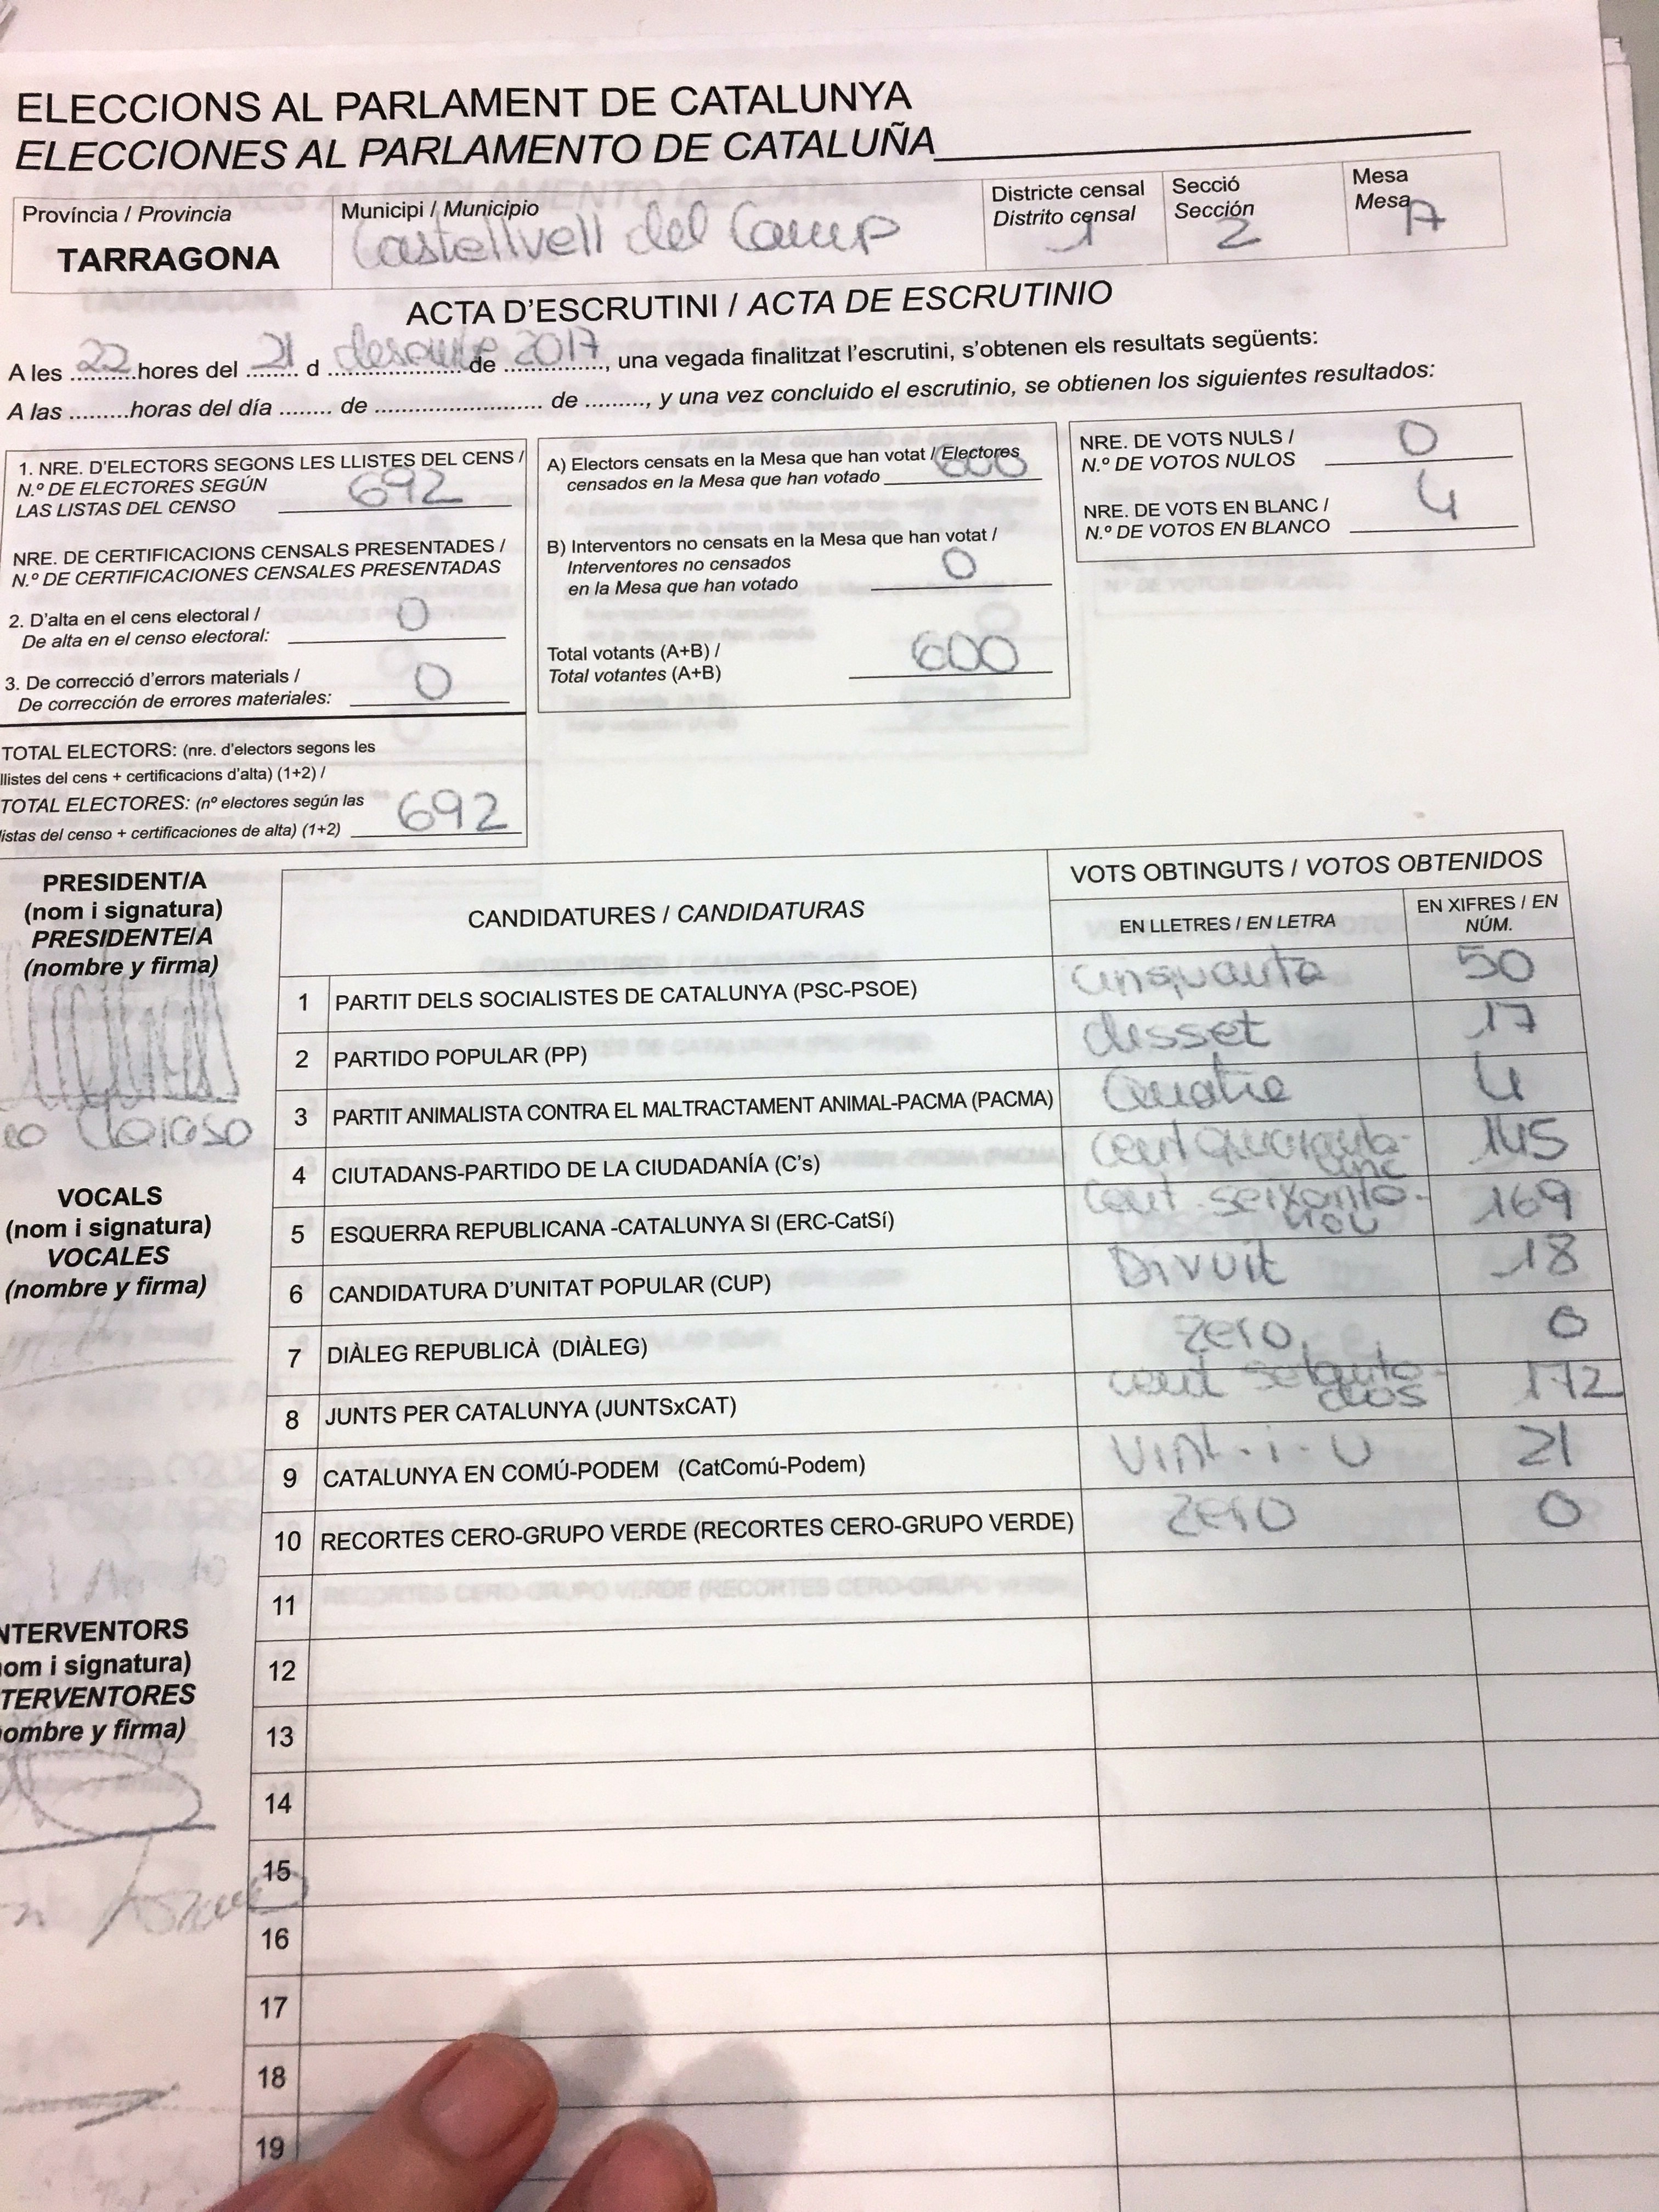 ELECCIONS AL PARLAMENT DE CATALUNYA
ELECCIONES AL PARLAMENTO DE CATALUÑA
Província / Provincia
TARRAGONA
Municipi / Municipio
Castellvell del Camp
Districte censal
Distrito censal
1
Secció
Sección
2
Mesa
Mesa
A
ACTA D'ESCRUTINI / ACTA DE ESCRUTINIO
A les 22 hores del 21 d desembre de 2017, una vegada finalitzat l'escrutini, s'obtenen els resultats següents:
A las .........horas del día ........ de ......................... de ........., y una vez concluido el escrutinio, se obtienen los siguientes resultados:
1. NRE. D'ELECTORS SEGONS LES LLISTES DEL CENS /
N.º DE ELECTORES SEGÚN
LAS LISTAS DEL CENSO 692
NRE. DE CERTIFICACIONS CENSALS PRESENTADES /
N.º DE CERTIFICACIONES CENSALES PRESENTADAS
2. D'alta en el cens electoral /
De alta en el censo electoral: 0
3. De correcció d'errors materials /
De corrección de errores materiales: 0
TOTAL ELECTORS: (nre. d'electors segons les
llistes del cens + certificacions d'alta) (1+2) /
TOTAL ELECTORES: (nº electores según las
listas del censo + certificaciones de alta) (1+2) 692
A) Electors censats en la Mesa que han votat / Electores
censados en la Mesa que han votado 600
B) Interventors no censats en la Mesa que han votat /
Interventores no censados
en la Mesa que han votado 0
Total votants (A+B) /
Total votantes (A+B) 600
NRE. DE VOTS NULS /
N.º DE VOTOS NULOS 0
NRE. DE VOTS EN BLANC /
N.º DE VOTOS EN BLANCO 4
PRESIDENT/A
(nom i signatura)
PRESIDENTE/A
(nombre y firma)
VOCALS
(nom i signatura)
VOCALES
(nombre y firma)
NTERVENTORS
om i signatura)
TERVENTORES
ombre y firma)
CANDIDATURES / CANDIDATURAS
VOTS OBTINGUTS / VOTOS OBTENIDOS
EN LLETRES / EN LETRA
EN XIFRES / EN
NÚM.
1 PARTIT DELS SOCIALISTES DE CATALUNYA (PSC-PSOE) Cinquanta 50
2 PARTIDO POPULAR (PP) disset 17
3 PARTIT ANIMALISTA CONTRA EL MALTRACTAMENT ANIMAL-PACMA (PACMA) Quatre 4
4 CIUTADANS-PARTIDO DE LA CIUDADANÍA (C's) Cent quaranta-cinc 145
5 ESQUERRA REPUBLICANA -CATALUNYA SI (ERC-CatSí) Cent seixanta-nou 169
6 CANDIDATURA D'UNITAT POPULAR (CUP) Divuit 18
7 DIÀLEG REPUBLICÀ (DIÀLEG) Zero 0
8 JUNTS PER CATALUNYA (JUNTSxCAT) cent setanta-dos 172
9 CATALUNYA EN COMÚ-PODEM (CatComú-Podem) Vint-i-u 21
10 RECORTES CERO-GRUPO VERDE (RECORTES CERO-GRUPO VERDE) Zero 0
11
12
13
14
15
16
17
18
19